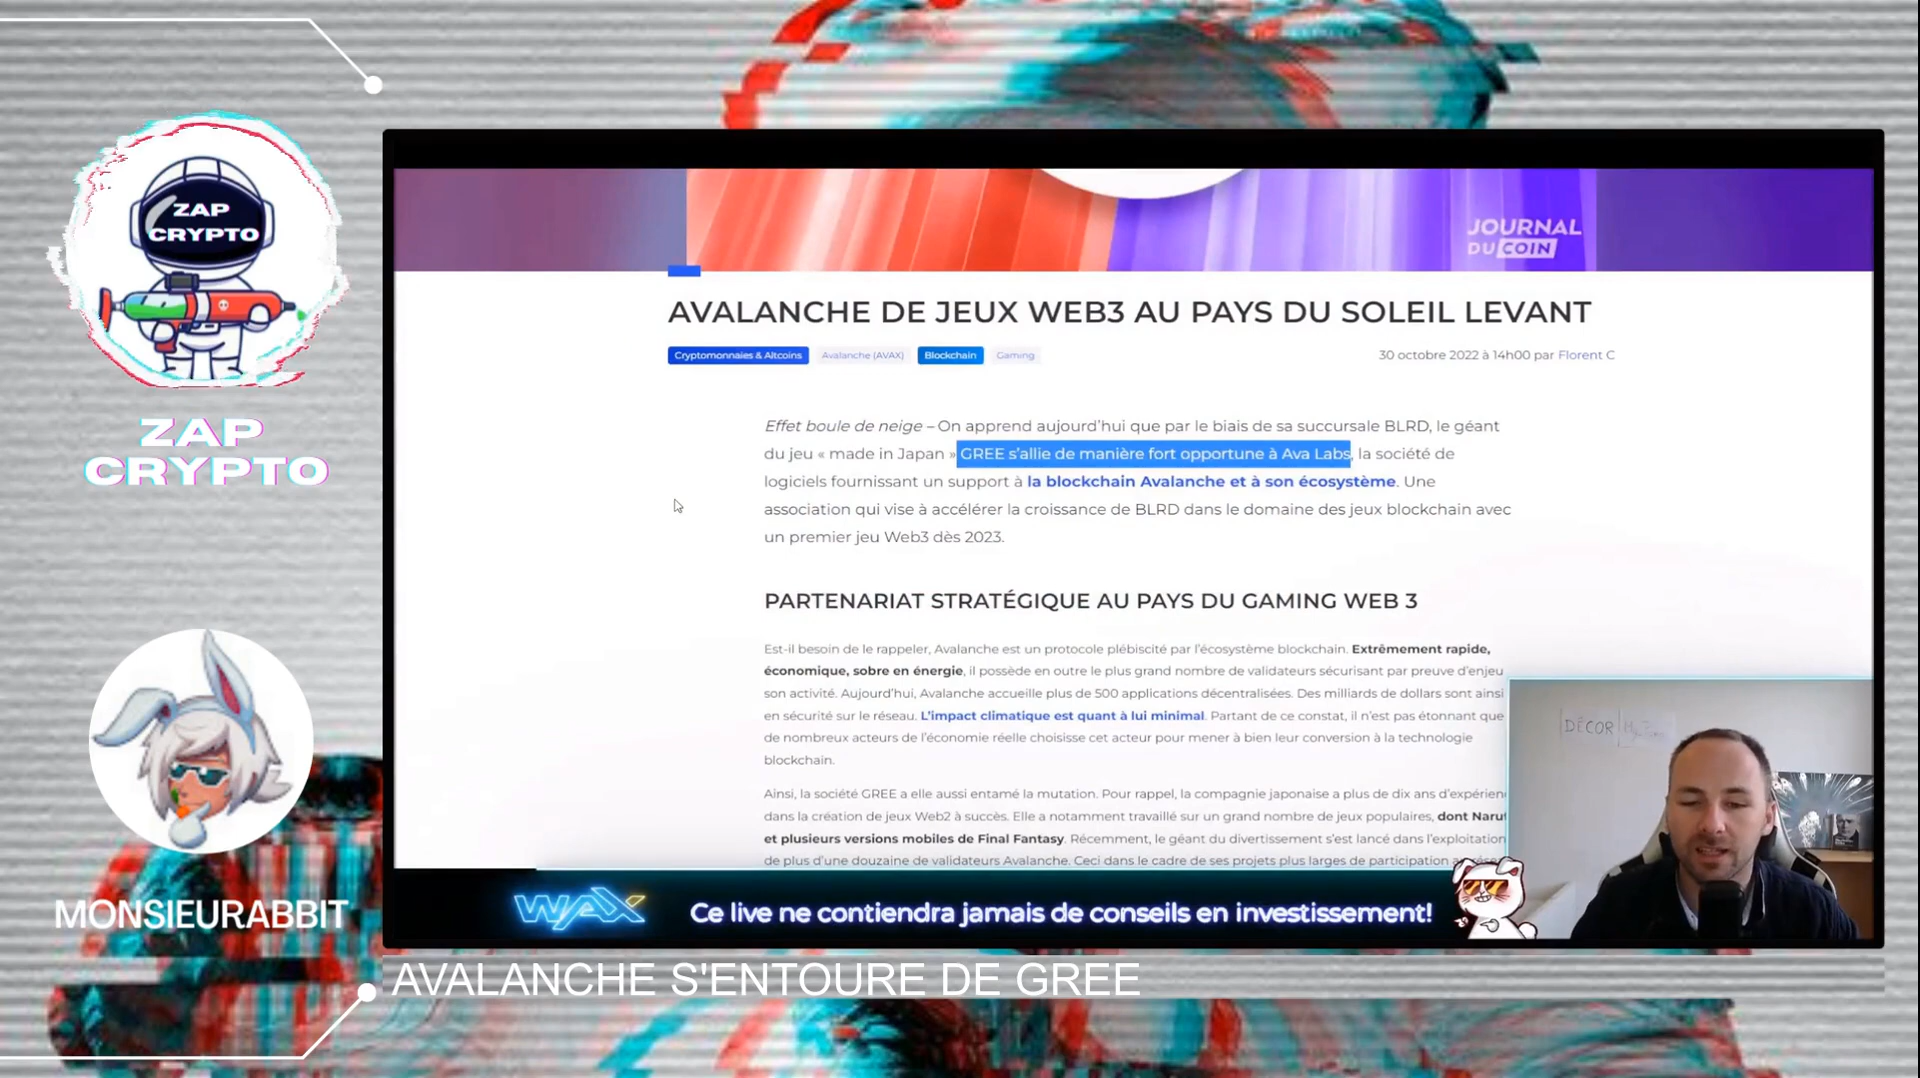 ZAP
CRYPTO
ZAP
CRYPTO
MONSIEURABBIT
JOURNAL
DU COIN
AVALANCHE DE JEUX WEB3 AU PAYS DU SOLEIL LEVANT
Cryptomonnaies & Altcoins Avalanche (AVAX) Blockchain Gaming
30 octobre 2022 à 14h00 par Florent C
Effet boule de neige – On apprend aujourd’hui que par le biais de sa succursale BLRD, le géant
du jeu « made in Japan » GREE s’allie de manière fort opportune à Ava Labs, la société de
logiciels fournissant un support à la blockchain Avalanche et à son écosystème. Une
association qui vise à accélérer la croissance de BLRD dans le domaine des jeux blockchain avec
un premier jeu Web3 dès 2023.
PARTENARIAT STRATÉGIQUE AU PAYS DU GAMING WEB 3
Est-il besoin de le rappeler, Avalanche est un protocole plébiscité par l’écosystème blockchain. Extrêmement rapide,
économique, sobre en énergie, il possède en outre le plus grand nombre de validateurs sécurisant par preuve d’enjeu
son activité. Aujourd’hui, Avalanche accueille plus de 500 applications décentralisées. Des milliards de dollars sont ainsi
en sécurité sur le réseau. L’impact climatique est quant à lui minimal. Partant de ce constat, il n’est pas étonnant que
de nombreux acteurs de l’économie réelle choisisse cet acteur pour mener à bien leur conversion à la technologie
blockchain.
Ainsi, la société GREE a elle aussi entamé la mutation. Pour rappel, la compagnie japonaise a plus de dix ans d’expérien
dans la création de jeux Web2 à succès. Elle a notamment travaillé sur un grand nombre de jeux populaires, dont Naru
et plusieurs versions mobiles de Final Fantasy. Récemment, le géant du divertissement s’est lancé dans l’exploitation
de plus d’une douzaine de validateurs Avalanche. Ceci dans le cadre de ses projets plus larges de participation a
DÉCOR
WAX
Ce live ne contiendra jamais de conseils en investissement!
AVALANCHE S'ENTOURE DE GREE